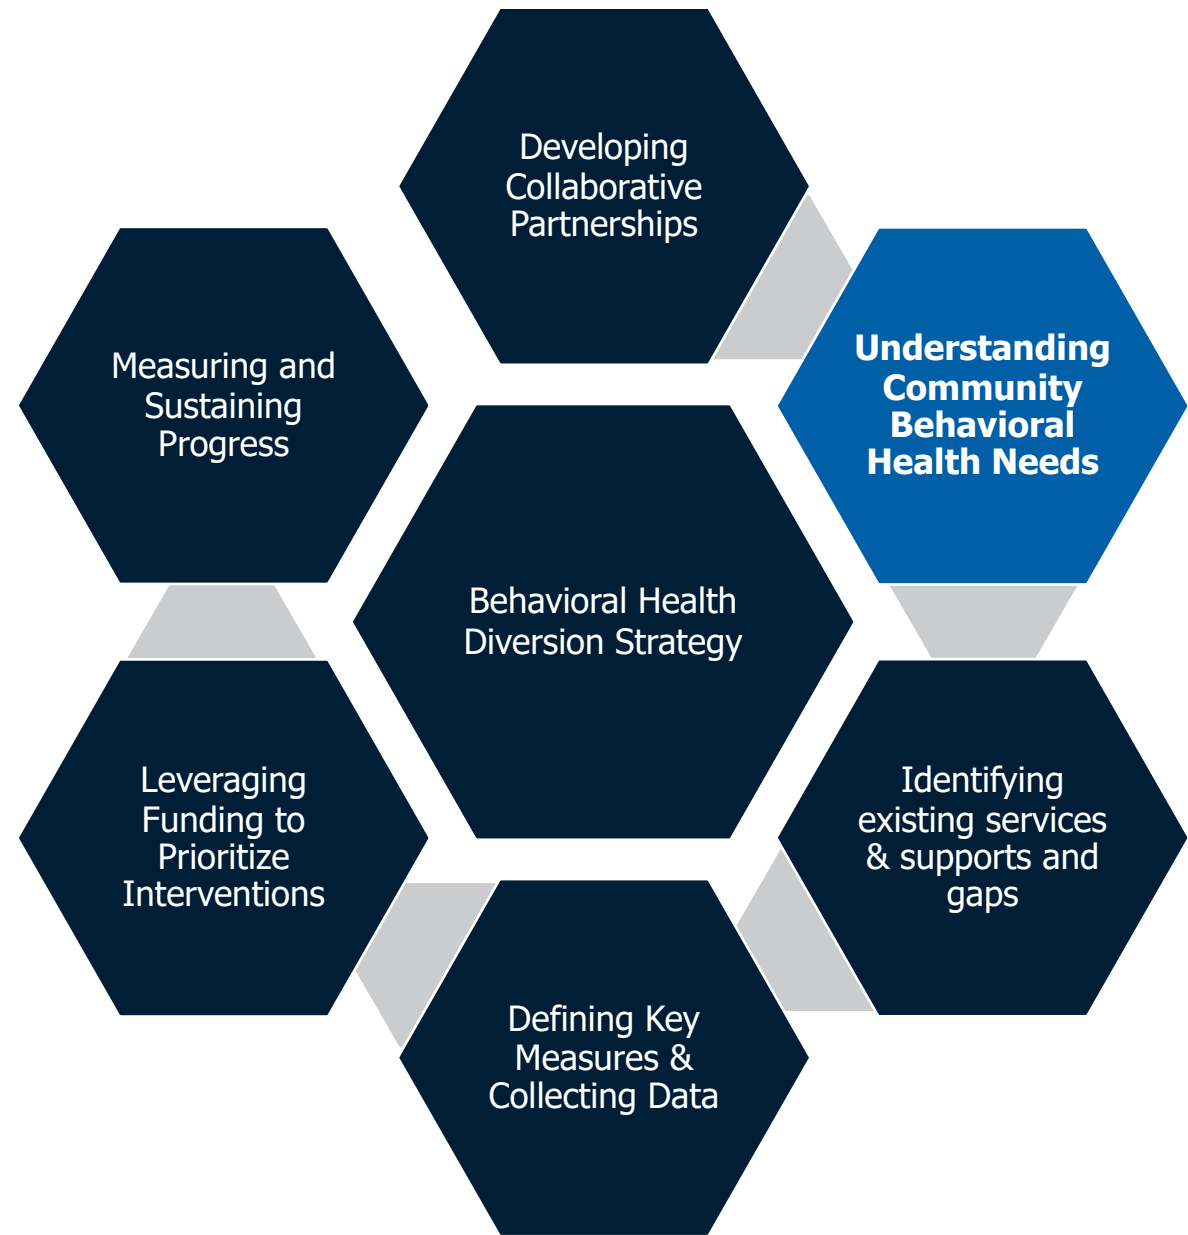 Developing
Collaborative
Partnerships
Understanding
Community
Behavioral
Health Needs
Measuring and
Sustaining
Progress
Behavioral Health
Diversion Strategy
Identifying
existing services
& supports and
gaps
Leveraging
Funding to
Prioritize
Interventions
Defining Key
Measures &
Collecting Data